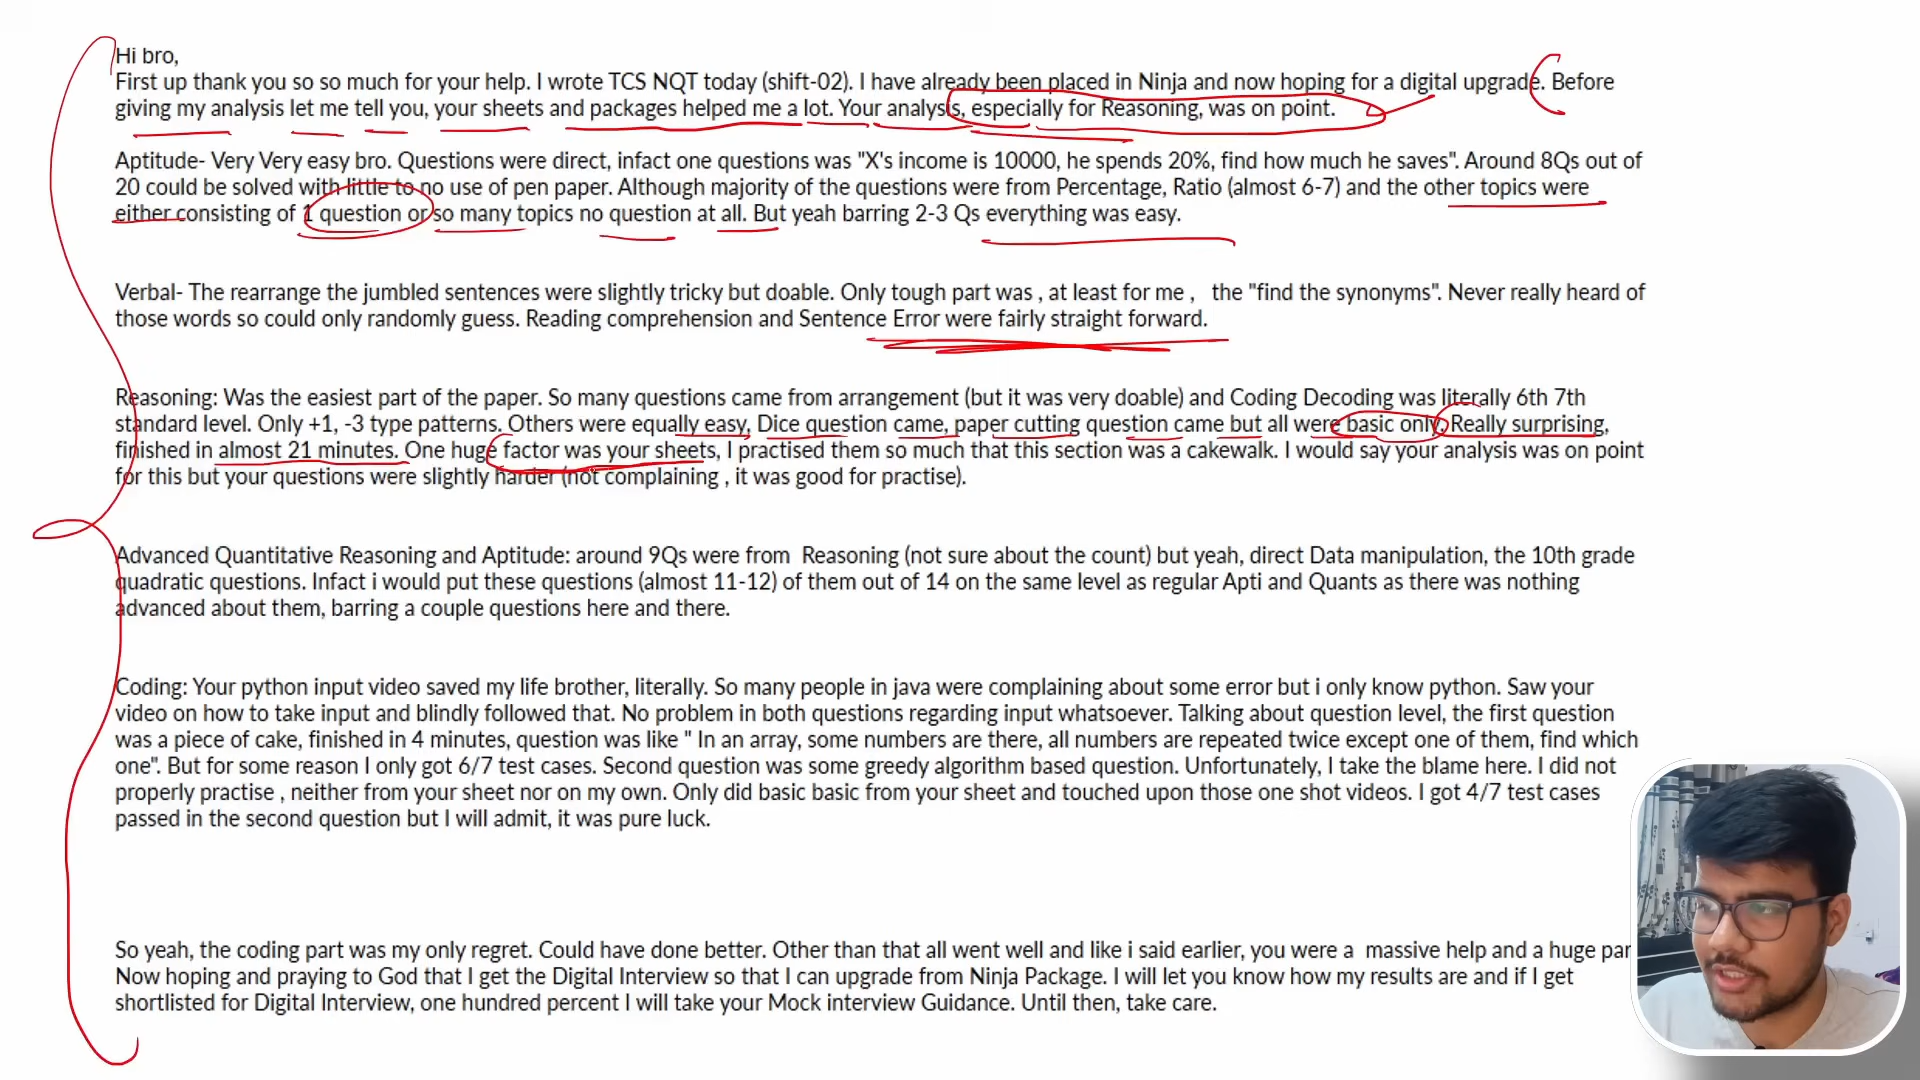 Hi bro,
First up thank you so so much for your help. I wrote TCS NQT today (shift-02). I have already been placed in Ninja and now hoping for a digital upgrade. Before
giving my analysis let me tell you, your sheets and packages helped me a lot. Your analysis, especially for Reasoning, was on point.
Aptitude- Very Very easy bro. Questions were direct, infact one questions was "X's income is 10000, he spends 20%, find how much he saves". Around 8Qs out of
20 could be solved with little to no use of pen paper. Although majority of the questions were from Percentage, Ratio (almost 6-7) and the other topics were
either consisting of 1 question or so many topics no question at all. But yeah barring 2-3 Qs everything was easy.
Verbal- The rearrange the jumbled sentences were slightly tricky but doable. Only tough part was , at least for me , the "find the synonyms". Never really heard of
those words so could only randomly guess. Reading comprehension and Sentence Error were fairly straight forward.
Reasoning: Was the easiest part of the paper. So many questions came from arrangement (but it was very doable) and Coding Decoding was literally 6th 7th
standard level. Only +1, -3 type patterns. Others were equally easy, Dice question came, paper cutting question came but all were basic only. Really surprising,
finished in almost 21 minutes. One huge factor was your sheets, I practised them so much that this section was a cakewalk. I would say your analysis was on point
for this but your questions were slightly harder (not complaining , it was good for practise).
Advanced Quantitative Reasoning and Aptitude: around 9Qs were from Reasoning (not sure about the count) but yeah, direct Data manipulation, the 10th grade
quadratic questions. Infact i would put these questions (almost 11-12) of them out of 14 on the same level as regular Apti and Quants as there was nothing
advanced about them, barring a couple questions here and there.
Coding: Your python input video saved my life brother, literally. So many people in java were complaining about some error but i only know python. Saw your
video on how to take input and blindly followed that. No problem in both questions regarding input whatsoever. Talking about question level, the first question
was a piece of cake, finished in 4 minutes, question was like " In an array, some numbers are there, all numbers are repeated twice except one of them, find which
one". But for some reason I only got 6/7 test cases. Second question was some greedy algorithm based question. Unfortunately, I take the blame here. I did not
properly practise , neither from your sheet nor on my own. Only did basic basic from your sheet and touched upon those one shot videos. I got 4/7 test cases
passed in the second question but I will admit, it was pure luck.
So yeah, the coding part was my only regret. Could have done better. Other than that all went well and like i said earlier, you were a massive help and a huge par
Now hoping and praying to God that I get the Digital Interview so that I can upgrade from Ninja Package. I will let you know how my results are and if I get
shortlisted for Digital Interview, one hundred percent I will take your Mock interview Guidance. Until then, take care.